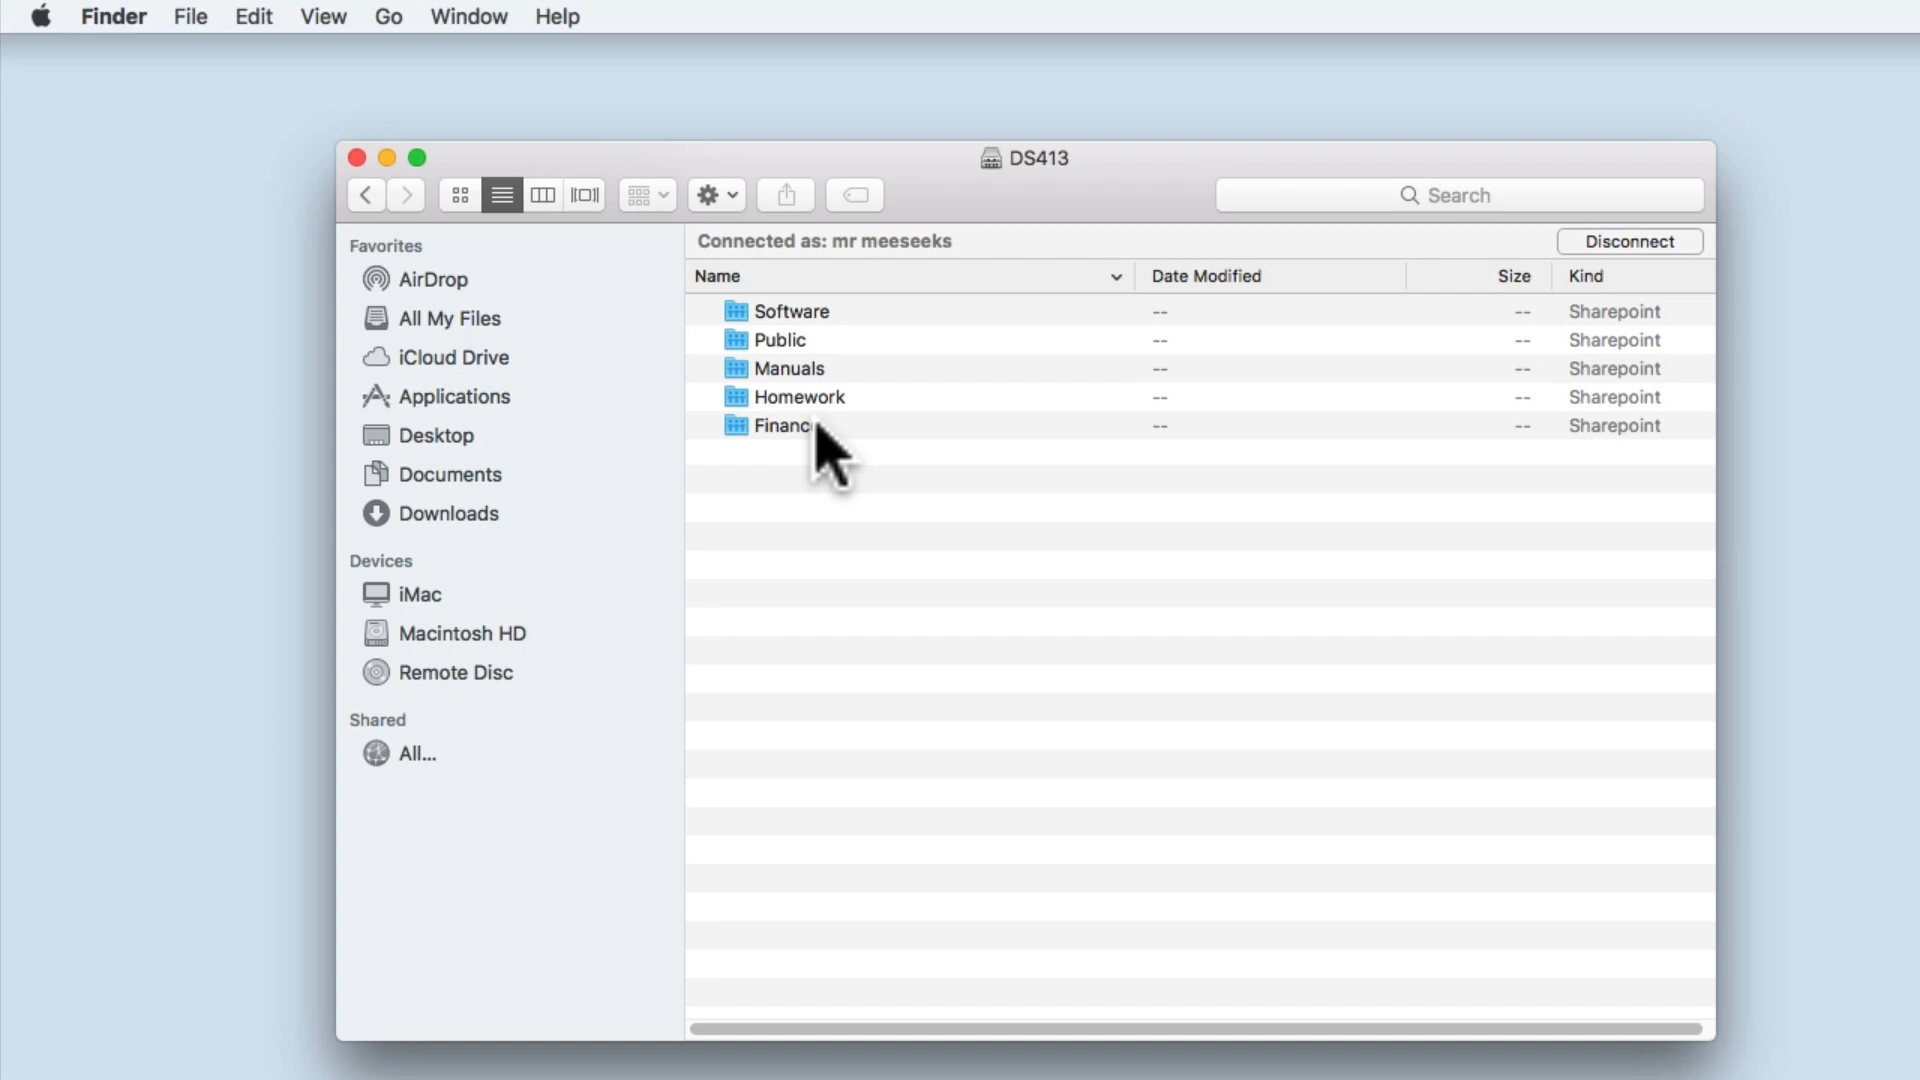 Finder File Edit View Go Window Help
DS413
Search
Favorites
AirDrop
All My Files
iCloud Drive
Applications
Desktop
Documents
Downloads
Devices
iMac
Macintosh HD
Remote Disc
Shared
All...
Connected as: mr meeseeks
Disconnect
Name Date Modified Size Kind
Software -- -- Sharepoint
Public -- -- Sharepoint
Manuals -- -- Sharepoint
Homework -- -- Sharepoint
-- -- Sharepoint